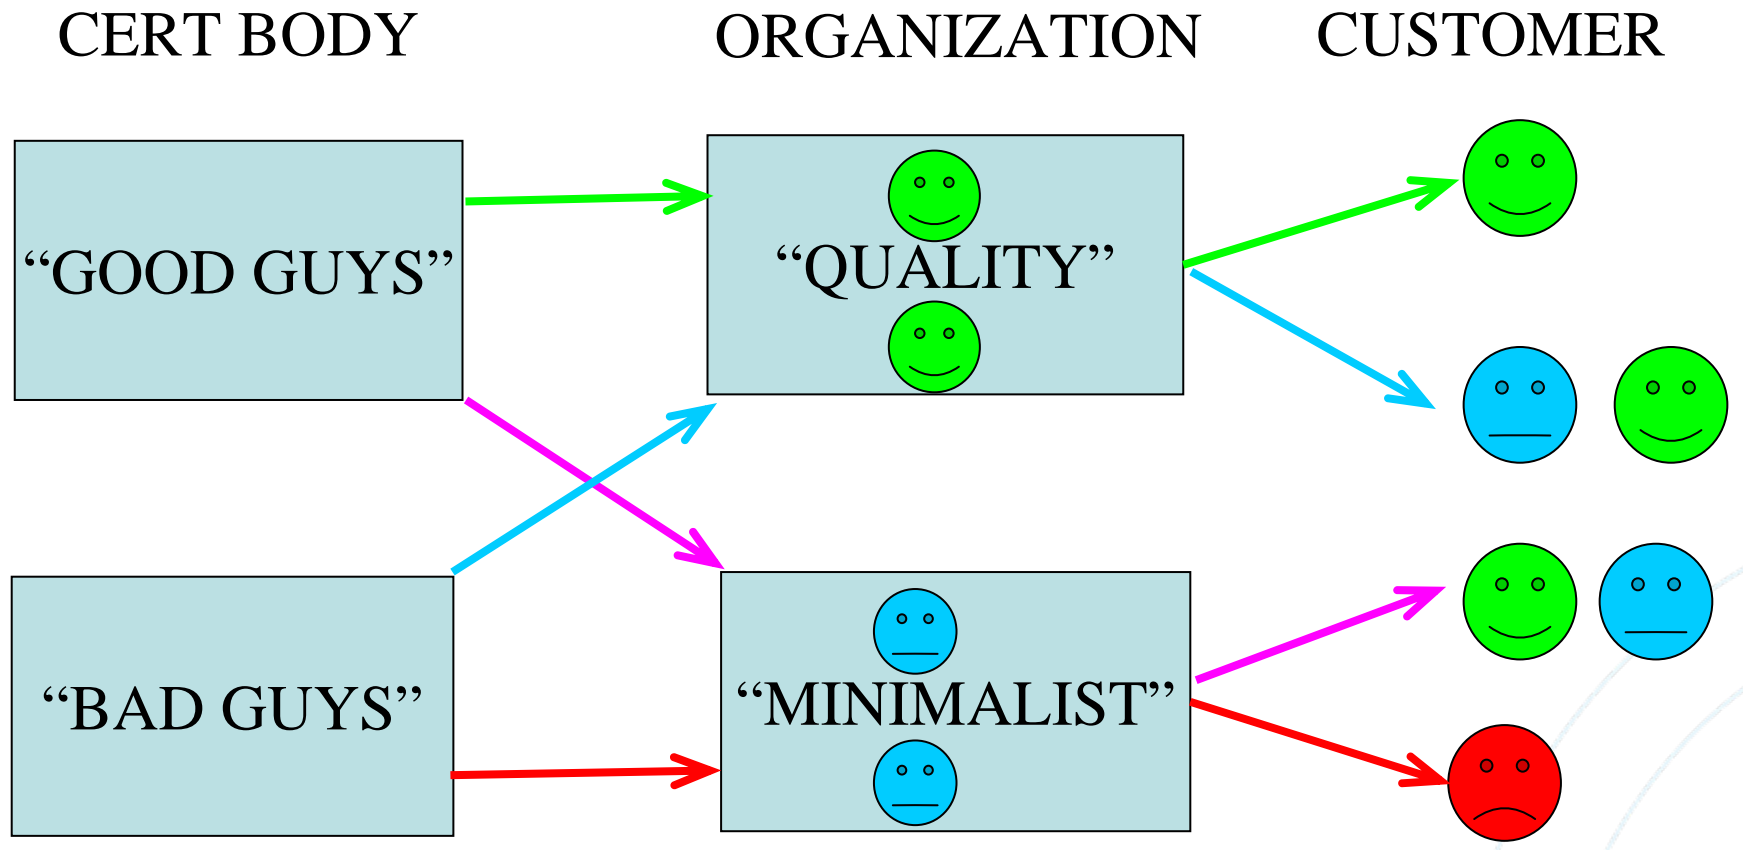 CERT BODY
ORGANIZATION
CUSTOMER
“GOOD GUYS”
“QUALITY”
“BAD GUYS”
“MINIMALIST”